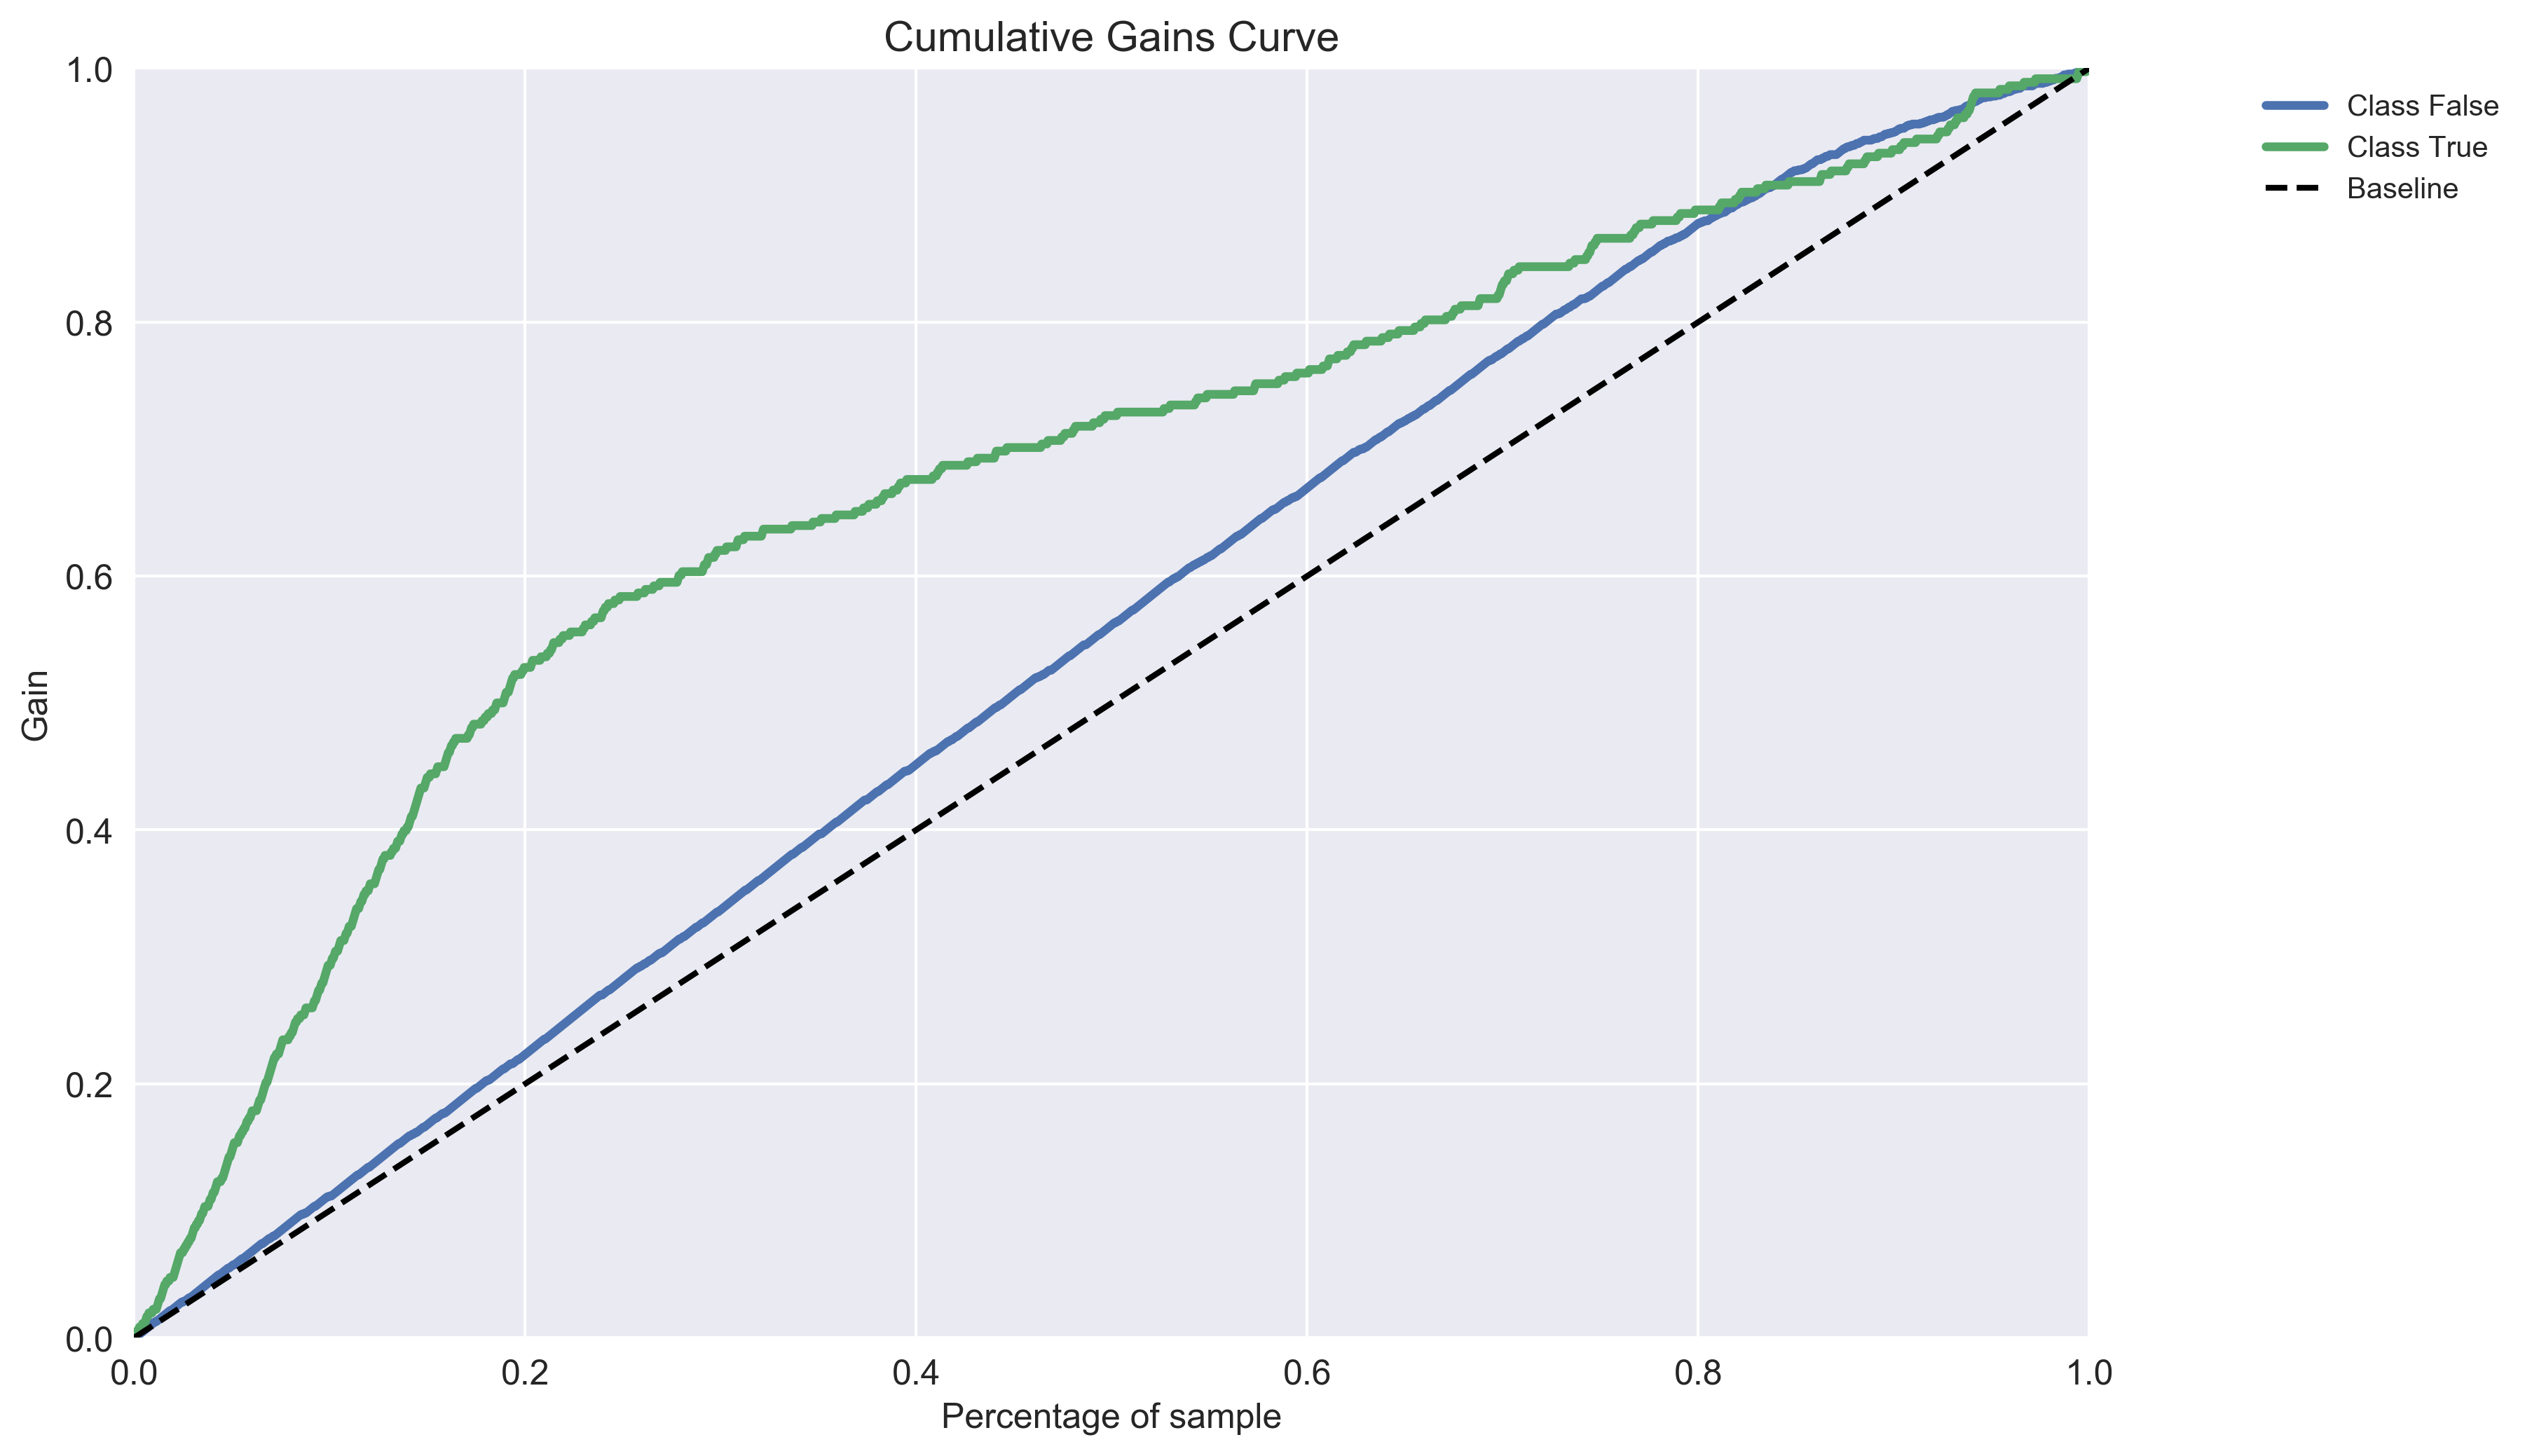 Cumulative Gains Curve
1.0
0.8
0.6
0.4
0.2
0.0
Gain
0.0 0.2 0.4 0.6 0.8 1.0
Percentage of sample
Class False
Class True
Baseline